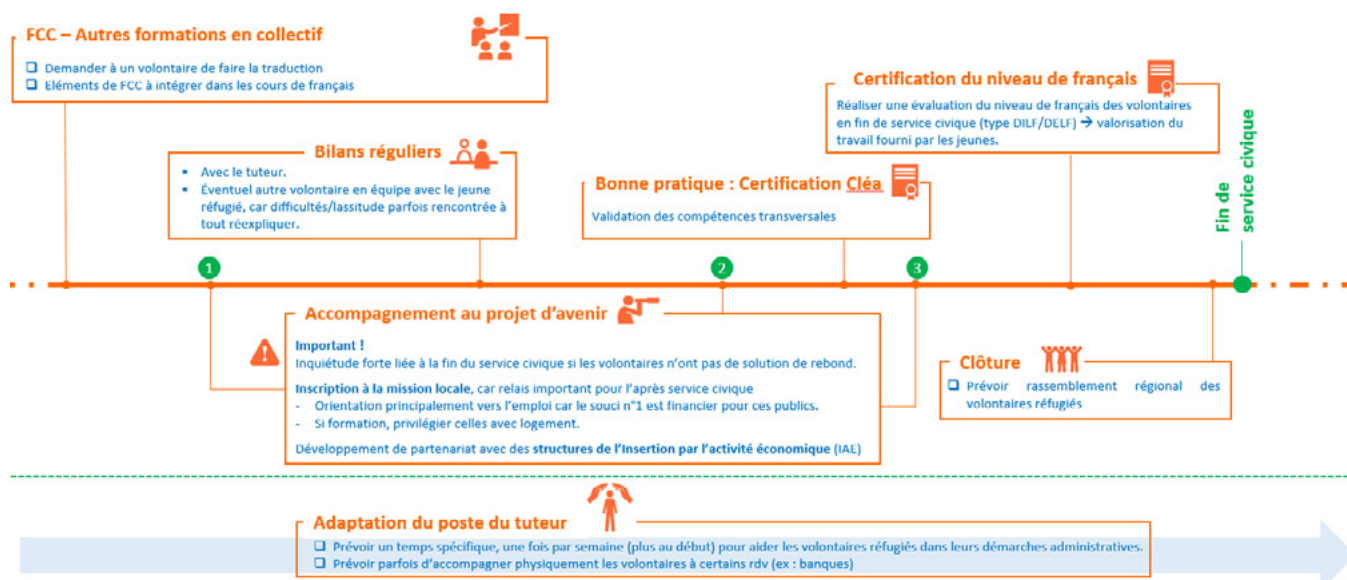 FCC – Autres formations en collectif
❑ Demander à un volontaire de faire la traduction
❑ Eléments de FCC à intégrer dans les cours de français
Certification du niveau de français
Réaliser une évaluation du niveau de français des volontaires
en fin de service civique (type DILF/DELF) → valorisation du
travail fourni par les jeunes.
Bilans réguliers
▪ Avec le tuteur.
▪ Éventuel autre volontaire en équipe avec le jeune
réfugié, car difficultés/lassitude parfois rencontrée à
tout réexpliquer.
Bonne pratique : Certification Cléa
Validation des compétences transversales
Fin de
service civique
1
2
3
Accompagnement au projet d'avenir
Important !
Inquiétude forte liée à la fin du service civique si les volontaires n'ont pas de solution de rebond.
Inscription à la mission locale, car relais important pour l'après service civique
- Orientation principalement vers l'emploi car le souci n°1 est financier pour ces publics.
- Si formation, privilégier celles avec logement.
Développement de partenariat avec des structures de l'Insertion par l'activité économique (IAE)
Clôture
❑ Prévoir rassemblement régional des
volontaires réfugiés
Adaptation du poste du tuteur
❑ Prévoir un temps spécifique, une fois par semaine (plus au début) pour aider les volontaires réfugiés dans leurs démarches administratives.
❑ Prévoir parfois d'accompagner physiquement les volontaires à certains rdv (ex : banques)